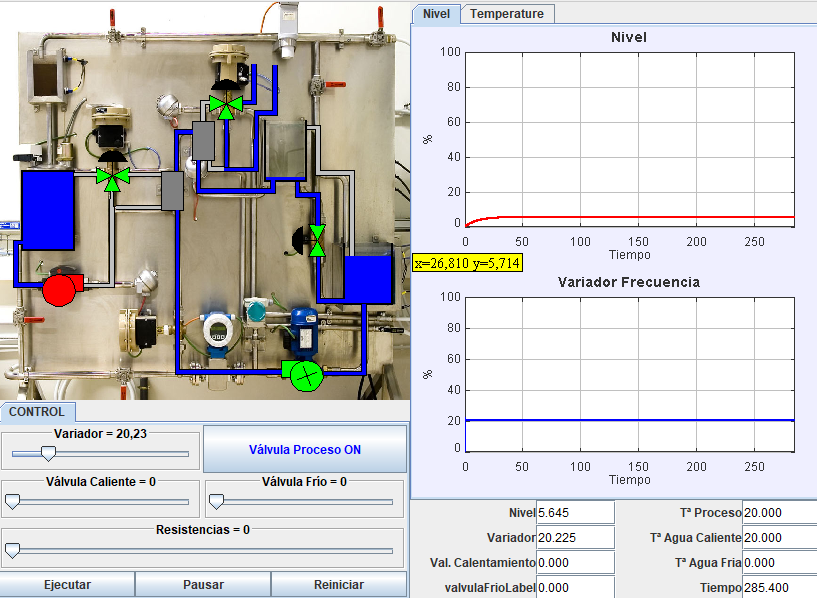 Nivel Temperature
Nivel
100
80
60
40
20
0
%
0 50 100 150 200 250
Tiempo
x=26,810 y=5,714
Variador Frecuencia
100
80
60
40
20
0
%
0 50 100 150 200 250
Tiempo
CONTROL
Variador = 20,23
Válvula Proceso ON
Válvula Caliente = 0
Válvula Frío = 0
Resistencias = 0
Ejecutar Pausar Reiniciar
Nivel 5.645 Tª Proceso 20.000
Variador 20.225 Tª Agua Caliente 20.000
Val. Calentamiento 0.000 Tª Agua Fria 0.000
valvulaFrioLabel 0.000 Tiempo 285.400